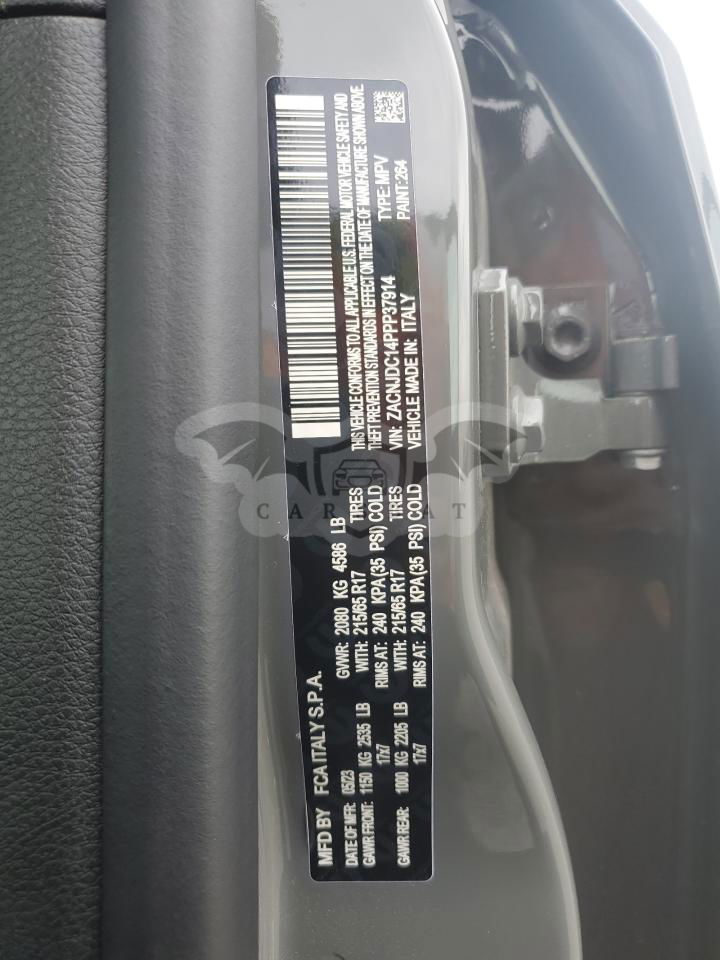 MFD BY FCA ITALY S.P.A.
DATE OF MFR: 05/23 GVWR: 2080 KG 4586 LB
GAWR FRONT: 1150 KG 2535 LB WITH: 215/65 R17 TIRES
17x7 RIMS AT: 240 KPA(35 PSI) COLD
GAWR REAR: 1000 KG 2205 LB WITH: 215/65 R17 TIRES
17x7 RIMS AT: 240 KPA(35 PSI) COLD
THIS VEHICLE CONFORMS TO ALL APPLICABLE U.S. FEDERAL MOTOR VEHICLE SAFETY AND
THEFT PREVENTION STANDARDS IN EFFECT ON THE DATE OF MANUFACTURE SHOWN ABOVE.
VIN: ZACNJDC14PPP37914 TYPE: MPV
VEHICLE MADE IN: ITALY PAINT: 264